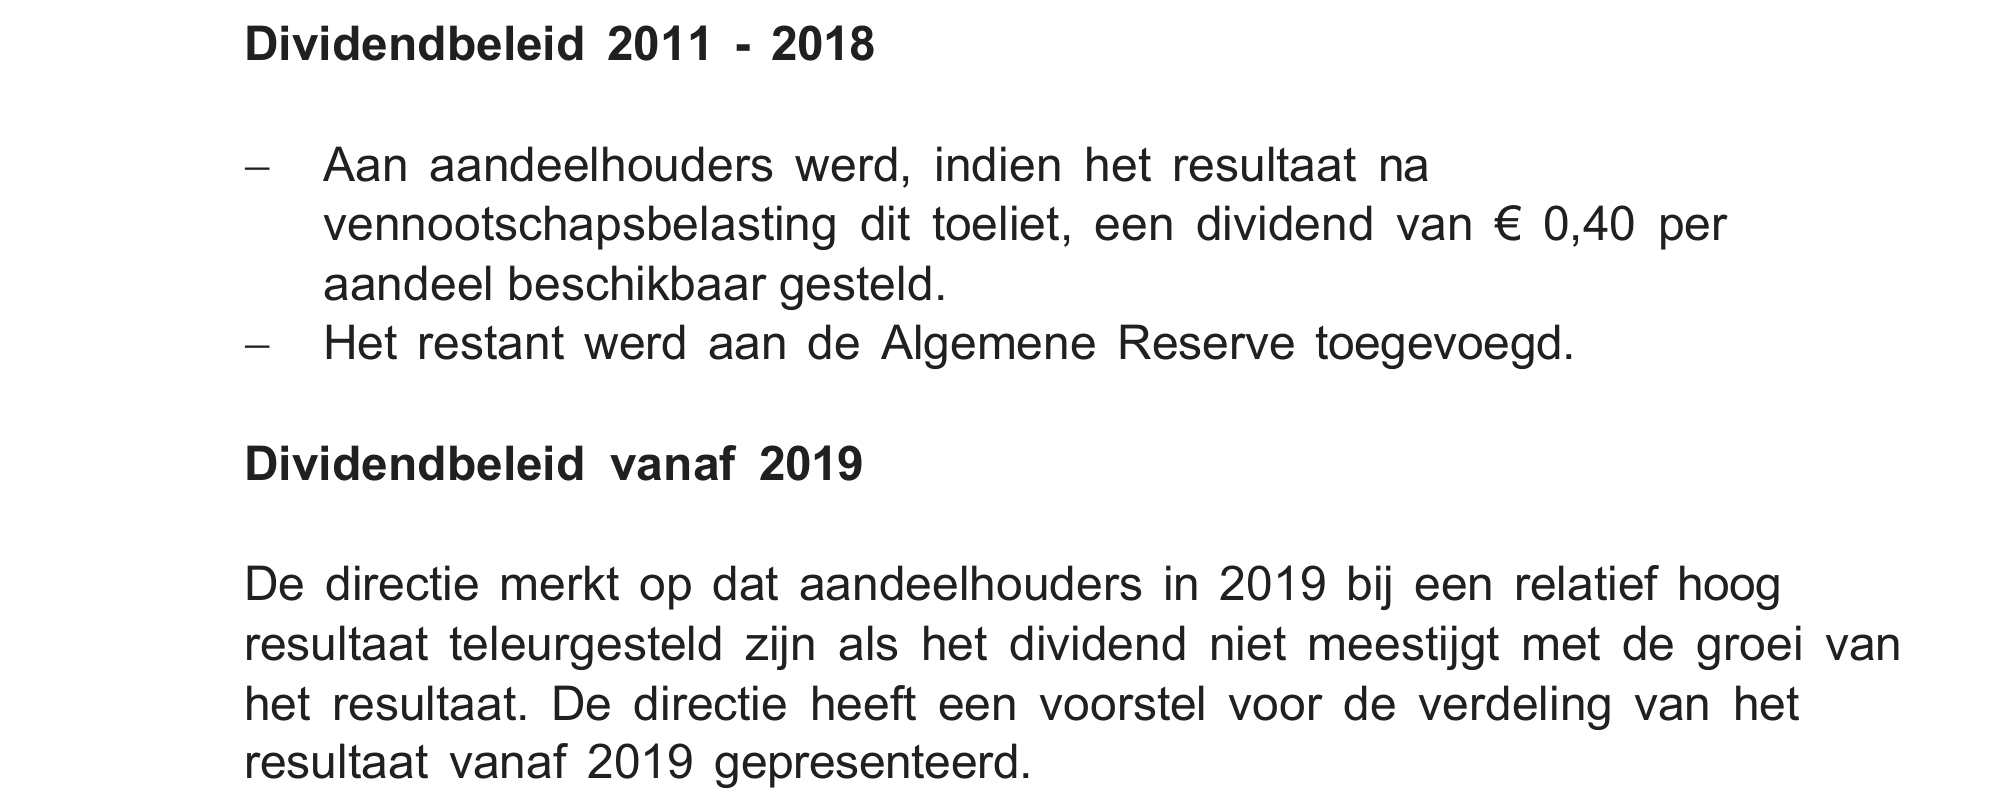 Dividendbeleid 2011 - 2018
– Aan aandeelhouders werd, indien het resultaat na
vennootschapsbelasting dit toeliet, een dividend van € 0,40 per
aandeel beschikbaar gesteld.
– Het restant werd aan de Algemene Reserve toegevoegd.
Dividendbeleid vanaf 2019
De directie merkt op dat aandeelhouders in 2019 bij een relatief hoog
resultaat teleurgesteld zijn als het dividend niet meestijgt met de groei van
het resultaat. De directie heeft een voorstel voor de verdeling van het
resultaat vanaf 2019 gepresenteerd.